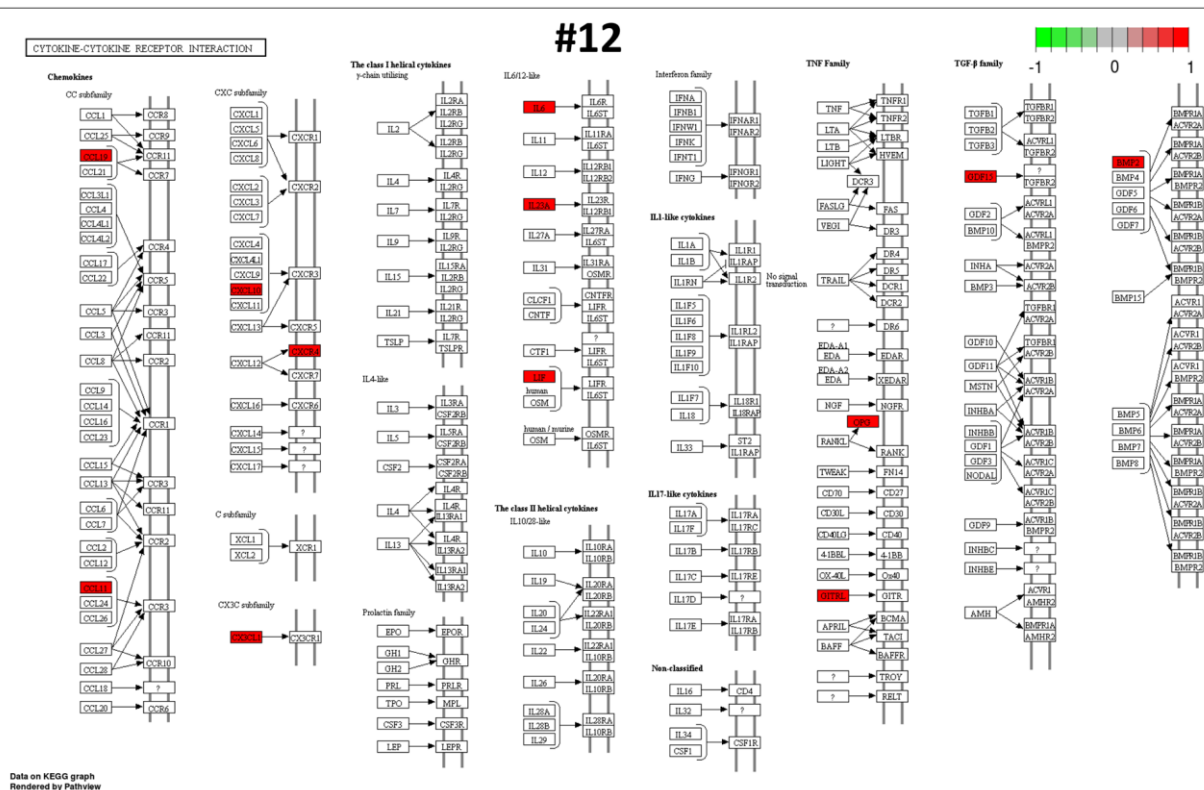 #12
CYTOKINE-CYTOKINE RECEPTOR INTERACTION
-1 0 1
Chemokines
CC subfamily
CCL1
CCL25
CCL19
CCL21
CCL3L1
CCL4
CCL4L1
CCL4L2
CCL17
CCL22
CCL5
CCL3
CCL8
CCL9
CCL14
CCL16
CCL23
CCL15
CCL13
CCL6
CCL7
CCL2
CCL12
CCL11
CCL24
CCL26
CCL27
CCL28
CCL18
CCL20
CCR8
CCR9
CCR11
CCR7
CCR4
CCR5
CCR3
CCR11
CCR2
CCR1
CCR3
CCR11
CCR2
CCR3
CCR10
?
CCR6
CXC subfamily
CXCL1
CXCL5
CXCL6
CXCL8
CXCL2
CXCL3
CXCL7
CXCL4
CXCL4L1
CXCL9
CXCL10
CXCL11
CXCL13
CXCL12
CXCL16
CXCL14
CXCL15
CXCL17
CXCR1
CXCR2
CXCR3
CXCR5
CXCR4
CXCR7
CXCR6
?
?
?
C subfamily
XCL1
XCL2
XCR1
CX3C subfamily
CX3CL1
CX3CR1
The class I helical cytokines
γ-chain utilising
IL2
IL4
IL7
IL9
IL15
IL21
TSLP
IL2RA
IL2RB
IL2RG
IL2RB
IL2RG
IL4R
IL2RG
IL7R
IL2RG
IL9R
IL2RG
IL15RA
IL2RB
IL2RG
IL21R
IL2RG
IL7R
TSLPR
IL4-like
IL3
IL5
CSF2
IL4
IL13
IL3RA
CSF2RB
IL5RA
CSF2RB
CSF2RA
CSF2RB
IL4R
IL2RG
IL4R
IL13RA1
IL4R
IL13RA2
IL13RA1
IL13RA2
Prolactin family
EPO
GH1
GH2
PRL
TPO
CSF3
LEP
EPOR
GHR
PRLR
MPL
CSF3R
LEPR
IL6/12-like
IL6
IL11
IL12
IL23A
IL27A
IL31
CLCF1
CNTF
CTF1
LIF
human
OSM
human / murine
OSM
IL6R
IL6ST
IL11RA
IL6ST
IL12RB1
IL12RB2
IL23R
IL12RB1
IL27RA
IL6ST
IL31RA
OSMR
CNTFR
LIFR
IL6ST
?
LIFR
IL6ST
LIFR
IL6ST
OSMR
IL6ST
The class II helical cytokines
IL10/28-like
IL10
IL19
IL20
IL24
IL22
IL26
IL28A
IL28B
IL29
IL10RA
IL10RB
IL20RA
IL20RB
IL22RA1
IL20RB
IL22RA1
IL10RB
IL20RA
IL10RB
IL28RA
IL10RB
Interferon family
IFNA
IFNB1
IFNW1
IFNK
IFNT1
IFNG
IFNAR1
IFNAR2
IFNGR1
IFNGR2
IL1-like cytokines
IL1A
IL1B
IL1RN
IL1F5
IL1F6
IL1F8
IL1F9
IL1F10
IL1F7
IL18
IL33
IL1R1
IL1RAP
IL1R2
No signal
transduction
IL1RL2
IL1RAP
IL18R1
IL18RAP
ST2
IL1RAP
IL17-like cytokines
IL17A
IL17F
IL17B
IL17C
IL17D
IL17E
IL17RA
IL17RC
IL17RB
IL17RE
?
IL17RA
IL17RB
Non-classified
IL16
IL32
IL34
CSF1
CD4
?
CSF1R
TNF Family
TNF
LTA
LTB
LIGHT
DCR3
FASLG
VEGI
TRAIL
?
EDA-A1
EDA
EDA-A2
EDA
NGF
OPG
RANKL
TWEAK
CD70
CD30L
CD40LG
4-1BBL
OX-40L
GITRL
APRIL
BAFF
?
?
TNFR1
TNFR2
LTBR
HVEM
FAS
DR3
DR4
DR5
DCR1
DCR2
DR6
EDAR
XEDAR
NGFR
RANK
FN14
CD27
CD30
CD40
4-1BB
Ox40
GITR
BCMA
TACI
BAFFR
TROY
RELT
TGF-β family
TGFB1
TGFB2
TGFB3
GDF15
GDF2
BMP10
INHA
BMP3
GDF10
GDF11
MSTN
INHBA
INHBB
GDF1
GDF3
NODAL
GDF9
INHBC
INHBE
AMH
TGFBR1
TGFBR2
ACVRL1
TGFBR2
?
TGFBR2
ACVRL1
ACVR2A
ACVRL1
BMPR2
ACVR2A
ACVR2B
TGFBR1
ACVR2A
TGFBR1
ACVR2B
ACVR1B
ACVR2A
ACVR1B
ACVR2B
ACVR1C
ACVR2A
ACVR1C
ACVR2B
ACVR1B
BMPR2
?
?
ACVR1
AMHR2
BMPR1A
AMHR2
BMP2
BMP4
GDF5
GDF6
GDF7
BMP15
BMP5
BMP6
BMP7
BMP8
BMPR1A
ACVR2A
BMPR1A
ACVR2B
BMPR1A
BMPR2
BMPR1B
ACVR2A
BMPR1B
ACVR2B
BMPR1B
BMPR2
ACVR1
ACVR2A
ACVR1
ACVR2B
ACVR1
BMPR2
BMPR1A
ACVR2A
BMPR1A
ACVR2B
BMPR1A
BMPR2
BMPR1B
ACVR2A
BMPR1B
ACVR2B
BMPR1B
BMPR2
Data on KEGG graph
Rendered by Pathview